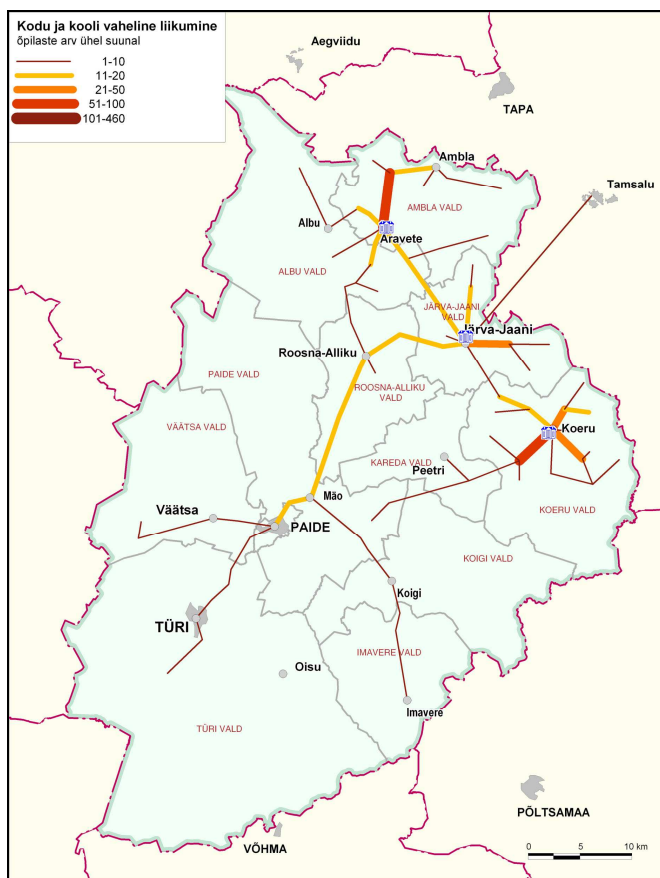 Kodu ja kooli vaheline liikumine
õpilaste arv ühel suunal
1-10
11-20
21-50
51-100
101-460
Aegviidu
TAPA
Ambla
Tamsalu
AMBLA VALD
Albu
Aravete
ALBU VALD
JÄRVA-JAANI
VALD
Järva-Jaani
Roosna-Alliku
PAIDE VALD
ROOSNA-ALLIKU
VALD
VÄÄTSA VALD
Koeru
KAREDA VALD
Peetri
Mäo
KOERU VALD
Väätsa
PAIDE
KOIGI VALD
Koigi
TÜRI
IMAVERE VALD
Oisu
Imavere
TÜRI VALD
PÕLTSAMAA
VÕHMA
0 5 10 km